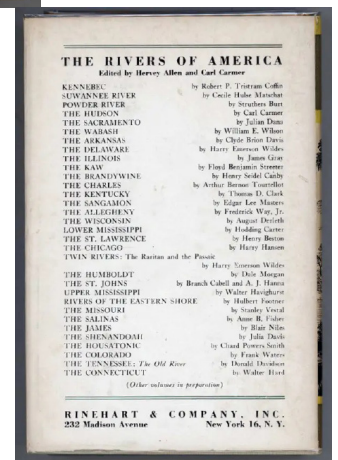 THE RIVERS OF AMERICA
Edited by Hervey Allen and Carl Carmer
KENNEBEC by Robert P. Tristram Coffin
SUWANNEE RIVER by Cecile Hulse Matschat
POWDER RIVER by Struthers Burt
THE HUDSON by Carl Carmer
THE SACRAMENTO by Julian Dana
THE WABASH by William E. Wilson
THE ARKANSAS by Clyde Brion Davis
THE DELAWARE by Harry Emerson Wildes
THE ILLINOIS by James Gray
THE KAW by Floyd Benjamin Streeter
THE BRANDYWINE by Henry Seidel Canby
THE CHARLES by Arthur Bernon Tourtellot
THE KENTUCKY by Thomas D. Clark
THE SANGAMON by Edgar Lee Masters
THE ALLEGHENY by Frederick Way, Jr.
THE WISCONSIN by August Derleth
LOWER MISSISSIPPI by Hodding Carter
THE ST. LAWRENCE by Henry Beston
THE CHICAGO by Harry Hansen
TWIN RIVERS: The Raritan and the Passaic
by Harry Emerson Wildes
THE HUMBOLDT by Dale Morgan
THE ST. JOHNS by Branch Cabell and A. J. Hanna
UPPER MISSISSIPPI by Walter Havighurst
RIVERS OF THE EASTERN SHORE by Hulbert Footner
THE MISSOURI by Stanley Vestal
THE SALINAS by Anne B. Fisher
THE JAMES by Blair Niles
THE SHENANDOAH by Julia Davis
THE HOUSATONIC by Chard Powers Smith
THE COLORADO by Frank Waters
THE TENNESSEE: The Old River by Donald Davidson
THE CONNECTICUT by Walter Hard
(Other volumes in preparation)
RINEHART & COMPANY, INC.
232 Madison Avenue New York 16, N. Y.